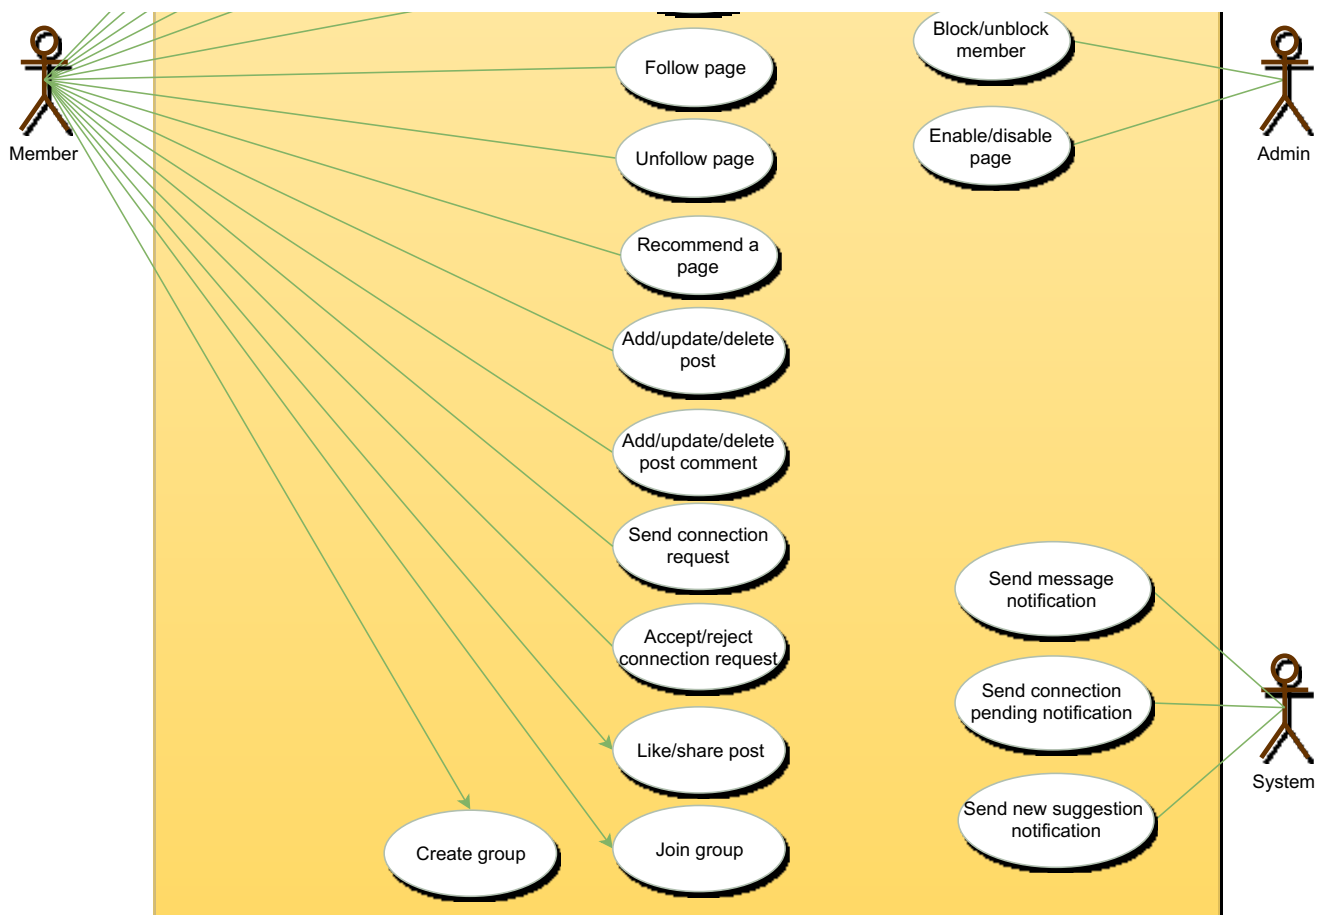 Block/unblock
member
Follow page
Member
Admin
Enable/disable
page
Unfollow page
Recommend a
page
Add/update/delete
post
Add/update/delete
post comment
Send connection
request
Send message
notification
Accept/reject
connection request
Send connection
pending notification
Like/share post
System
Send new suggestion
notification
Create group
Join group